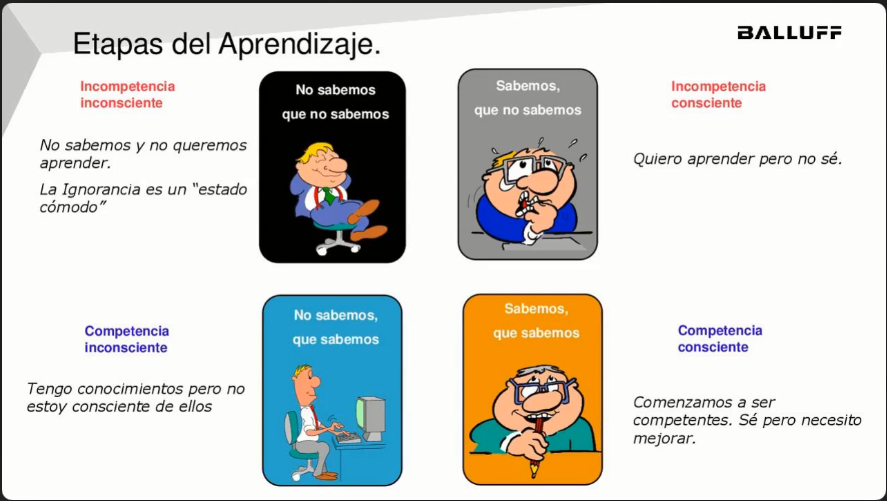 Etapas del Aprendizaje.
BALLUFF
Incompetencia
inconsciente
No sabemos y no queremos
aprender.
La Ignorancia es un “estado
cómodo”
No sabemos
que no sabemos
Sabemos,
que no sabemos
Incompetencia
consciente
Quiero aprender pero no sé.
Competencia
inconsciente
Tengo conocimientos pero no
estoy consciente de ellos
No sabemos,
que sabemos
Sabemos,
que sabemos
Competencia
consciente
Comenzamos a ser
competentes. Sé pero necesito
mejorar.